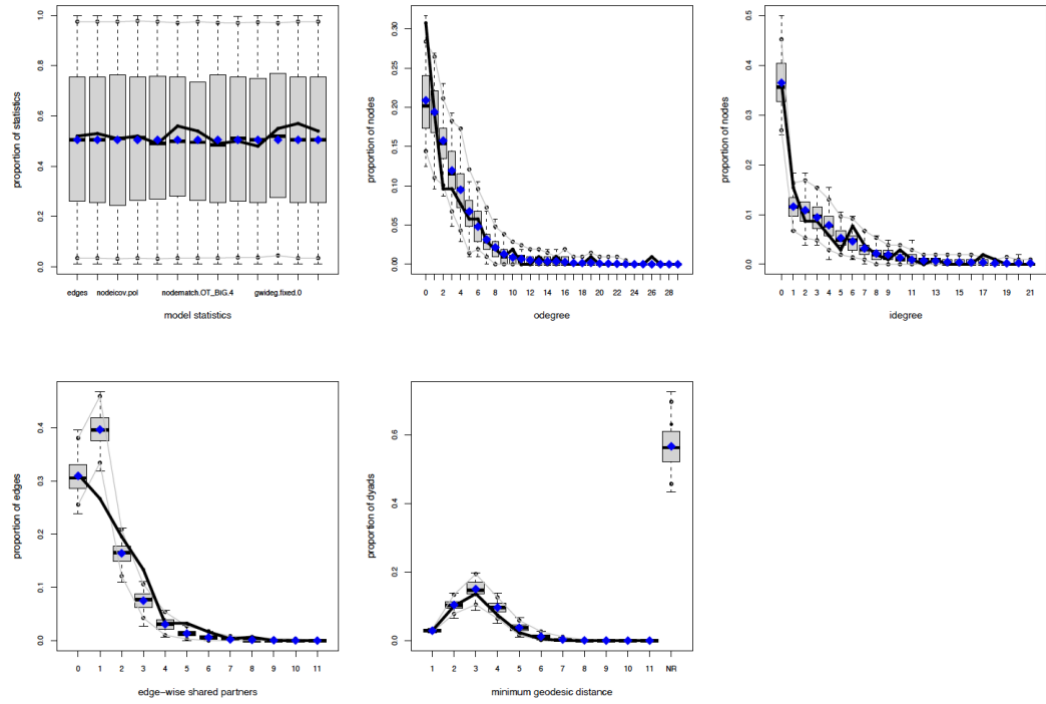 proportion of statistics
1.0
0.8
0.6
0.4
0.2
0.0
edges nodeicov.pol nodematch.OT_BIG.4 gwideg.fixed.0
model statistics
proportion of nodes
0.30
0.25
0.20
0.15
0.10
0.05
0.00
0 2 4 6 8 10 12 14 16 18 20 22 24 26 28
odegree
proportion of nodes
0.5
0.4
0.3
0.2
0.1
0.0
0 1 2 3 4 5 6 7 8 9 11 13 15 17 19 21
idegree
proportion of edges
0.4
0.3
0.2
0.1
0.0
0 1 2 3 4 5 6 7 8 9 10 11
edge-wise shared partners
proportion of dyads
0.6
0.4
0.2
0.0
1 2 3 4 5 6 7 8 9 10 11 NR
minimum geodesic distance